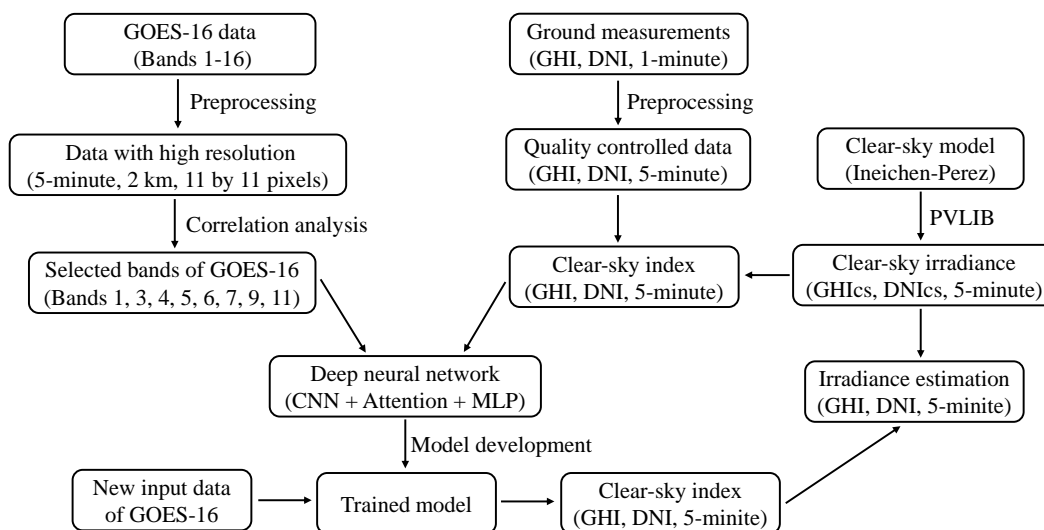 GOES-16 data
(Bands 1-16)
Preprocessing
Data with high resolution
(5-minute, 2 km, 11 by 11 pixels)
Correlation analysis
Selected bands of GOES-16
(Bands 1, 3, 4, 5, 6, 7, 9, 11)
Ground measurements
(GHI, DNI, 1-minute)
Preprocessing
Quality controlled data
(GHI, DNI, 5-minute)
Clear-sky index
(GHI, DNI, 5-minute)
Clear-sky model
(Ineichen-Perez)
PVLIB
Clear-sky irradiance
(GHIcs, DNIcs, 5-minute)
Deep neural network
(CNN + Attention + MLP)
Model development
Irradiance estimation
(GHI, DNI, 5-minite)
New input data
of GOES-16
Trained model
Clear-sky index
(GHI, DNI, 5-minite)